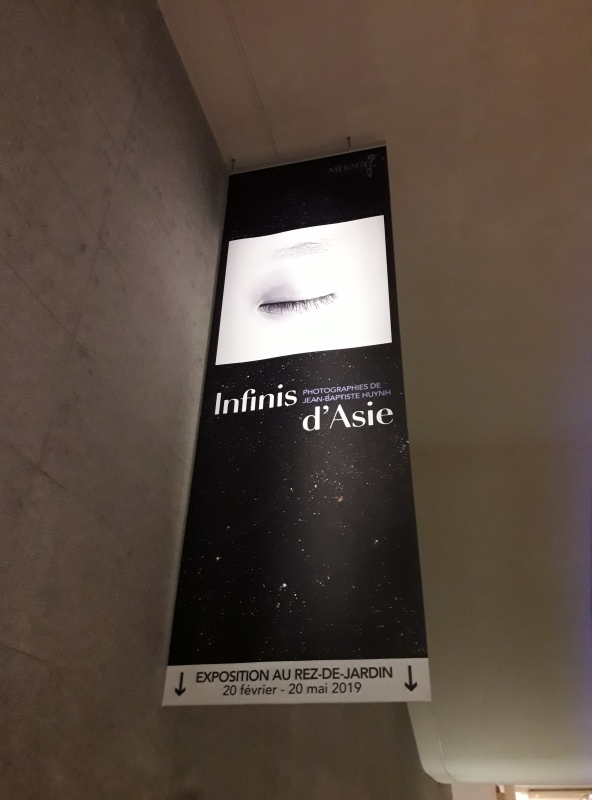 Infinis
PHOTOGRAPHIES DE
JEAN-BAPTISTE HUYNH
d'Asie
EXPOSITION AU REZ-DE-JARDIN
20 février - 20 mai 2019